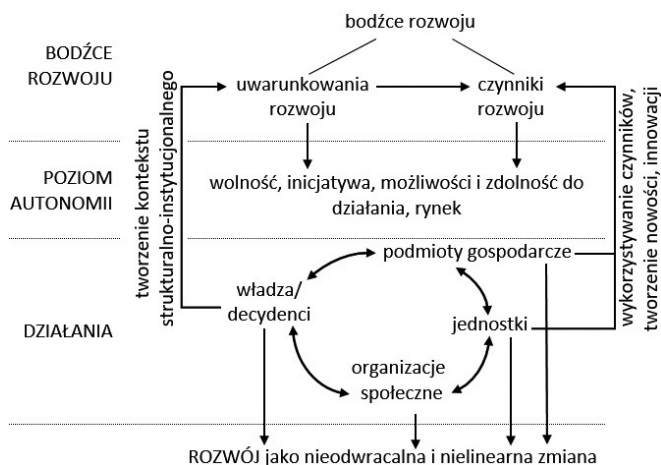 bodźce rozwoju
BODŹCE
ROZWOJU
uwarunkowania
rozwoju
czynniki
rozwoju
tworzenie kontekstu
strukturalno-instytucjonalnego
wykorzystywanie czynników,
tworzenie nowości, innowacji
POZIOM
AUTONOMII
wolność, inicjatywa, możliwości i zdolność do
działania, rynek
DZIAŁANIA
podmioty gospodarcze
władza/
decydenci
jednostki
organizacje
społeczne
ROZWÓJ jako nieodwracalna i nielinearna zmiana